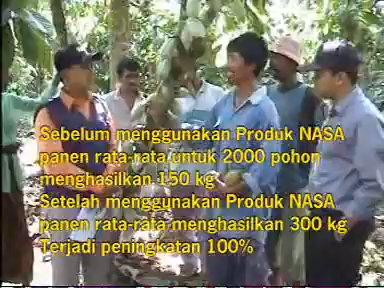 Sebelum menggunakan Produk NASA
panen rata-rata untuk 2000 pohon
menghasilkan 150 kg
Setelah menggunakan Produk NASA
panen rata-rata menghasilkan 300 kg
Terjadi peningkatan 100%